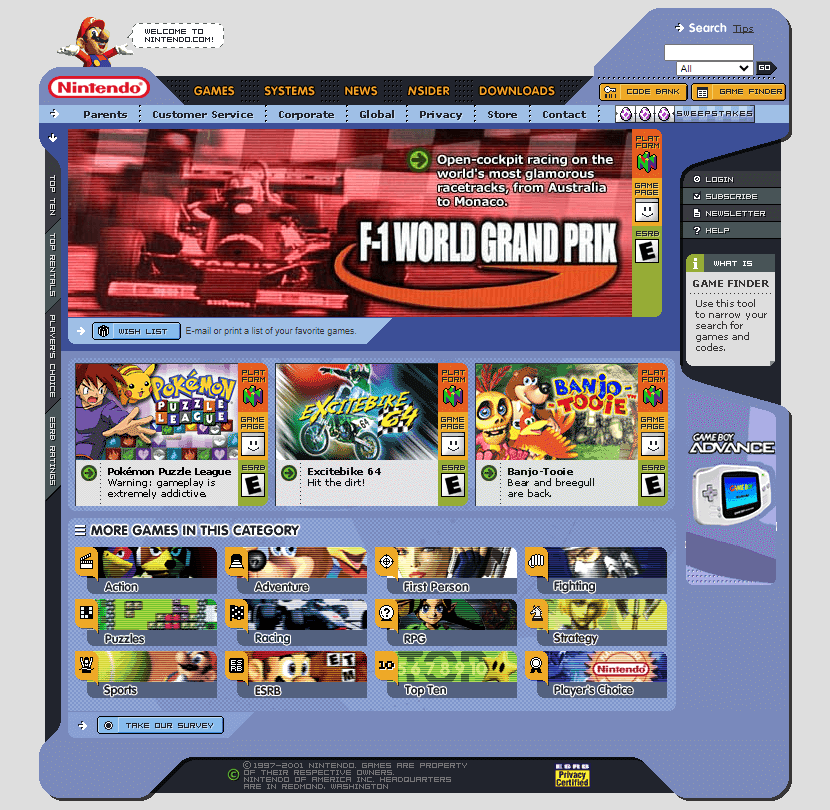 WELCOME TO
NINTENDO.COM!
Search Tips
All GO
Nintendo
GAMES SYSTEMS NEWS NSIDER DOWNLOADS
CODE BANK GAME FINDER
Parents Customer Service Corporate Global Privacy Store Contact
SWEEPSTAKES
TOP TEN
TOP RENTALS
PLAYER'S CHOICE
ESRB RATINGS
Open-cockpit racing on the
world's most glamorous
racetracks, from Australia
to Monaco.
F-1 WORLD GRAND PRIX
PLAT
FORM
GAME
PAGE
ESRB
E
LOGIN
SUBSCRIBE
NEWSLETTER
? HELP
i WHAT IS
GAME FINDER
Use this tool
to narrow your
search for
games and
codes.
WISH LIST E-mail or print a list of your favorite games.
POKéMON
PUZZLE
LEAGUE
PLAT
FORM
GAME
PAGE
ESRB
E
Pokémon Puzzle League
Warning: gameplay is
extremely addictive.
EXCITEBIKE 64
PLAT
FORM
GAME
PAGE
ESRB
E
Excitebike 64
Hit the dirt!
BANJO-
TOOIE
PLAT
FORM
GAME
PAGE
ESRB
E
Banjo-Tooie
Bear and breegull
are back.
GAME BOY
ADVANCE
MORE GAMES IN THIS CATEGORY
Action Adventure First Person Fighting
Puzzles Racing RPG Strategy
ES
RB
E T
M
10
Nintendo
Sports ESRB Top Ten Player's Choice
TAKE OUR SURVEY
©1997-2001 NINTENDO. GAMES ARE PROPERTY
OF THEIR RESPECTIVE OWNERS.
NINTENDO OF AMERICA INC. HEADQUARTERS
ARE IN REDMOND, WASHINGTON
ESRB
Privacy
Certified